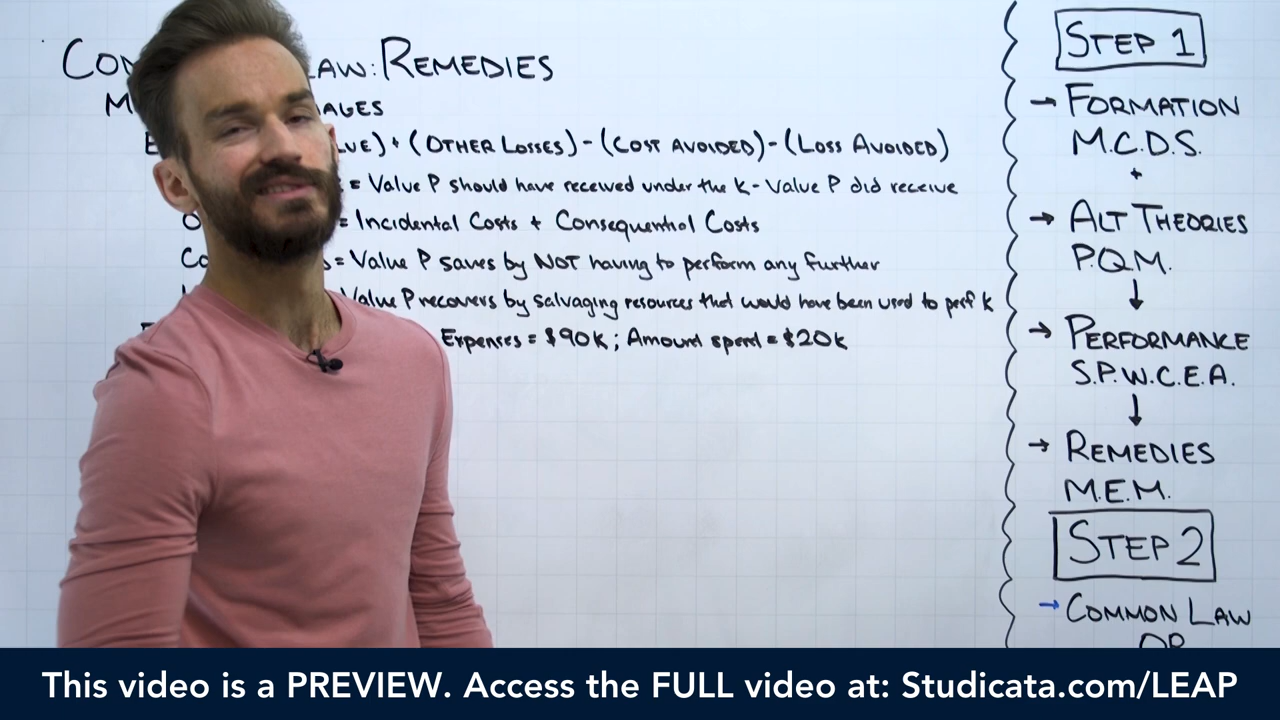 CON LAW: REMEDIES
M AGES
E LUE) + (OTHER LOSSES) - (COST AVOIDED) - (LOSS AVOIDED)
= Value P should have received under the k - Value P did receive
O = Incidental Costs + Consequential Costs
Co s = Value P saves by NOT having to perform any further
Value P recovers by salvaging resources that would have been used to perf k
Expenses = $90k; Amount spend = $20k
STEP 1
→ FORMATION
M.C.D.S.
+
→ ALT THEORIES
P.Q.M.
↓
→ PERFORMANCE
S.P.W.C.E.A.
↓
→ REMEDIES
M.E.M.
STEP 2
→ COMMON LAW
OR
This video is a PREVIEW. Access the FULL video at: Studicata.com/LEAP